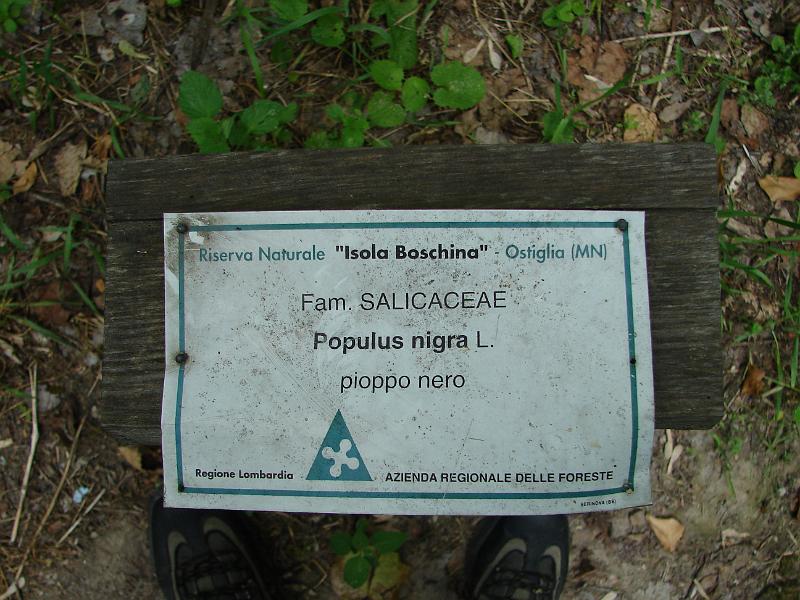 Riserva Naturale "Isola Boschina" - Ostiglia (MN)
Fam. SALICACEAE
Populus nigra L.
pioppo nero
Regione Lombardia
AZIENDA REGIONALE DELLE FORESTE